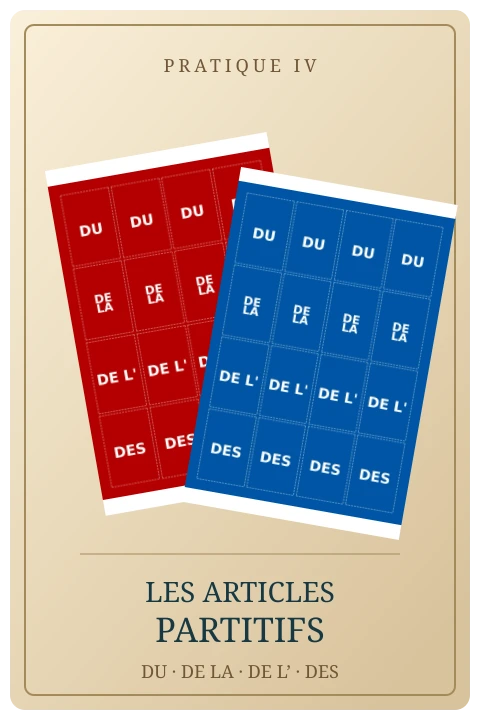 PRATIQUE IV
DU DU DU
DE LA DE LA DE LA
DE L' DE L'
DES DES
DU DU DU DU
DE LA DE LA DE LA DE LA
DE L' DE L' DE L' DE L'
DES DES DES DES
LES ARTICLES
PARTITIFS
DU · DE LA · DE L’ · DES